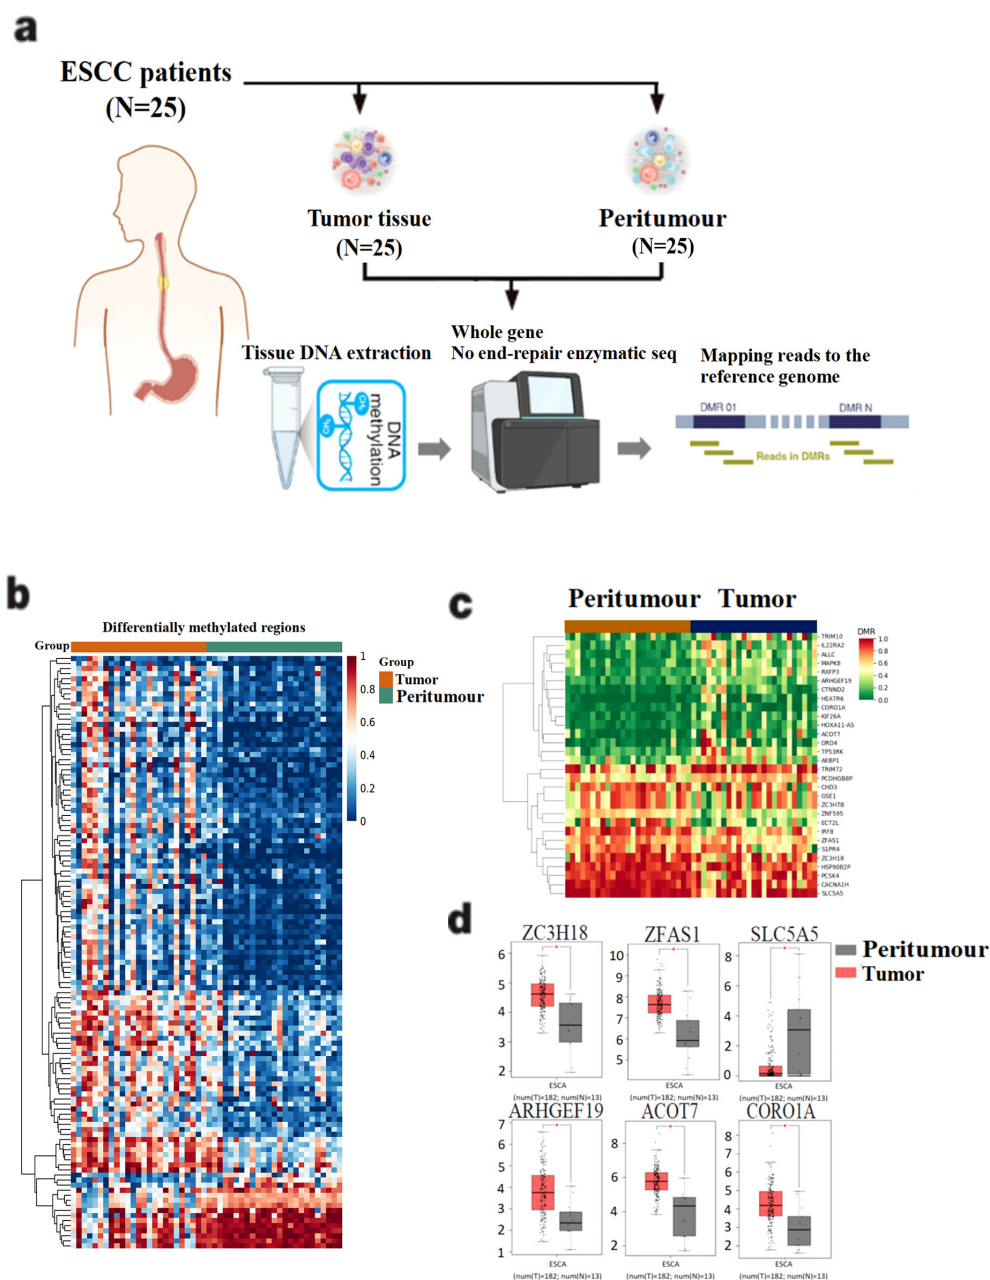 a
ESCC patients
(N=25)
Tumor tissue
(N=25)
Peritumour
(N=25)
Whole gene
No end-repair enzymatic seq
Tissue DNA extraction
Mapping reads to the
reference genome
DNA
methylation
CH₃
CH₃
DMR 01
DMR N
Reads in DMRs
b
Differentially methylated regions
Group
1
0.8
0.6
0.4
0.2
0
Group
Tumor
Peritumour
c
Peritumour
Tumor
DMR
1.0
0.8
0.6
0.4
0.2
0.0
TRIM10
IL22RA2
ALLC
MAPK8
RXFP3
ARHGEF19
CTNND2
HEATR6
CORO1A
KIF26A
HOXA11-AS
ACOT7
DRD4
TP53RK
AEBP1
TRIM72
PCDHGB8P
CHD3
GSE1
ZC3H7B
ZNF595
ECT2L
IRF8
ZFAS1
S1PR4
ZC3H18
HSP90B2P
PCSK4
CACNA1H
SLC5A5
d
ZC3H18
6
5
4
3
2
*
ESCA
(num(T)=182; num(N)=13)
ZFAS1
10
9
8
7
6
5
*
ESCA
(num(T)=182; num(N)=13)
SLC5A5
8
6
4
2
0
*
ESCA
(num(T)=182; num(N)=13)
Peritumour
Tumor
ARHGEF19
7
6
5
4
3
2
1
*
ESCA
(num(T)=182; num(N)=13)
ACOT7
8
6
4
2
*
ESCA
(num(T)=182; num(N)=13)
CORO1A
8
7
6
5
4
3
2
*
ESCA
(num(T)=182; num(N)=13)